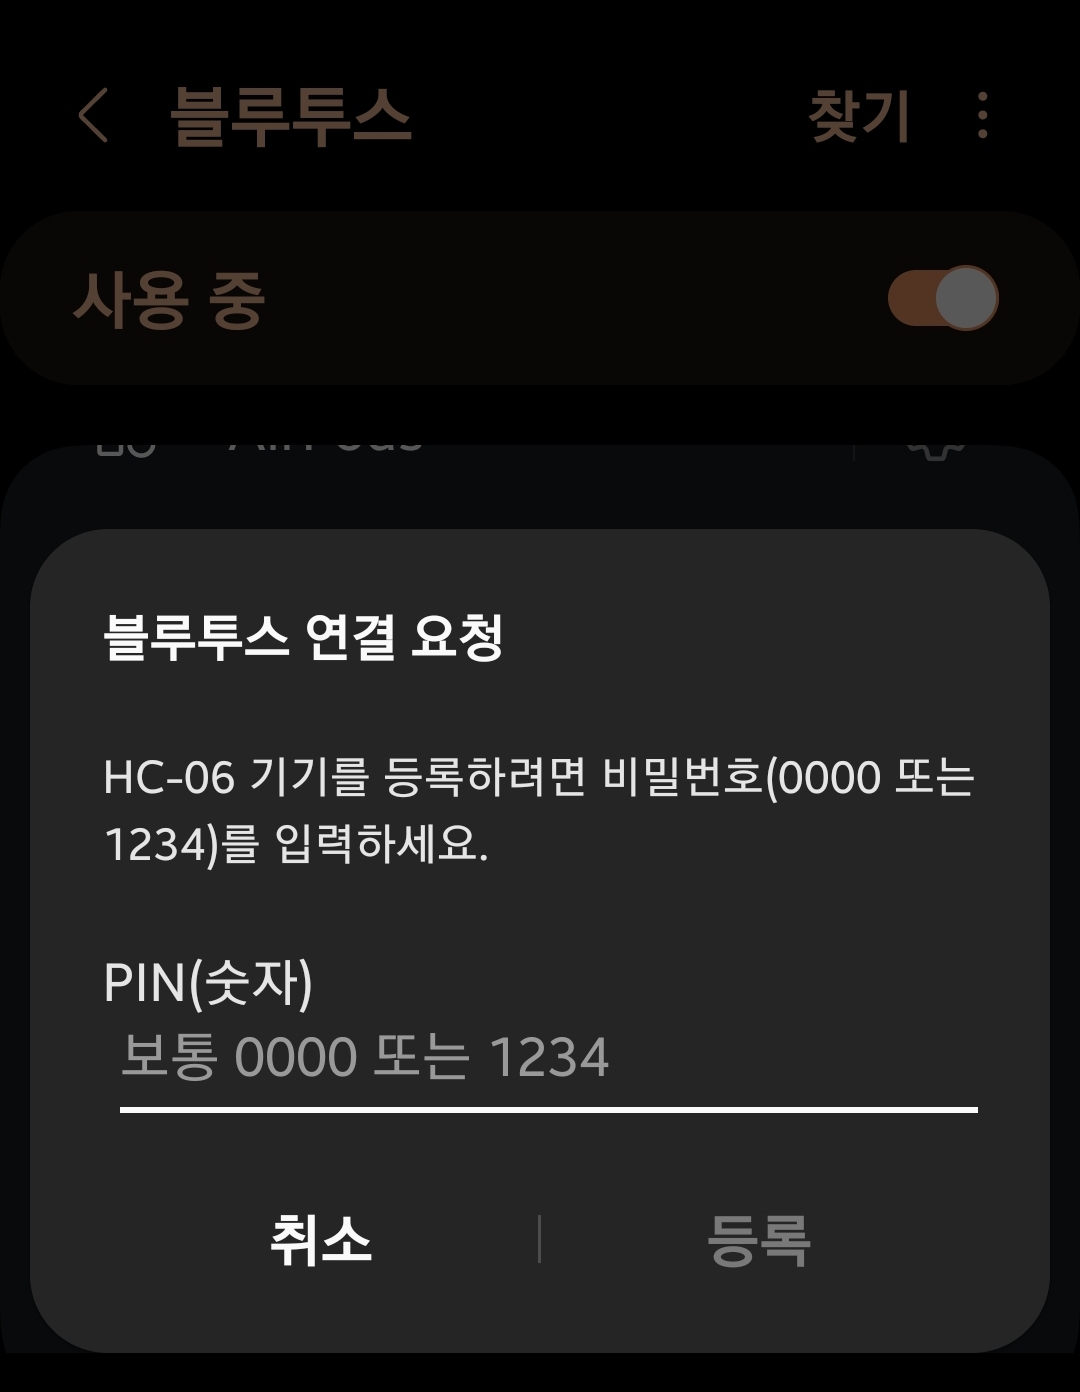 블루투스
찾기
사용 중
블루투스 연결 요청
HC-06 기기를 등록하려면 비밀번호(0000 또는
1234)를 입력하세요.
PIN(숫자)
보통 0000 또는 1234
취소
등록